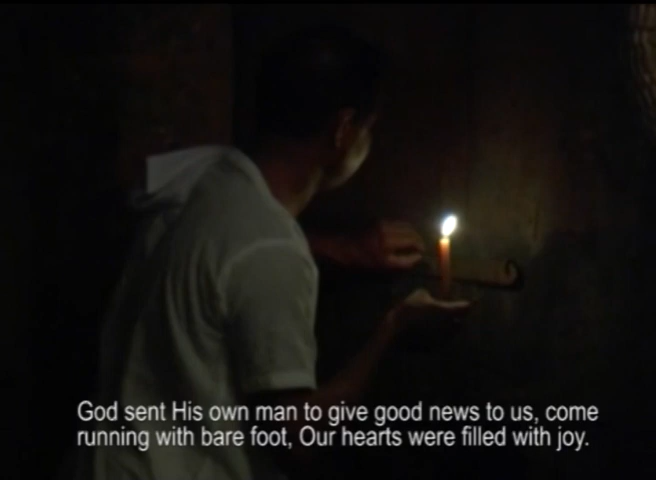 God sent His own man to give good news to us, come
running with bare foot, Our hearts were filled with joy.